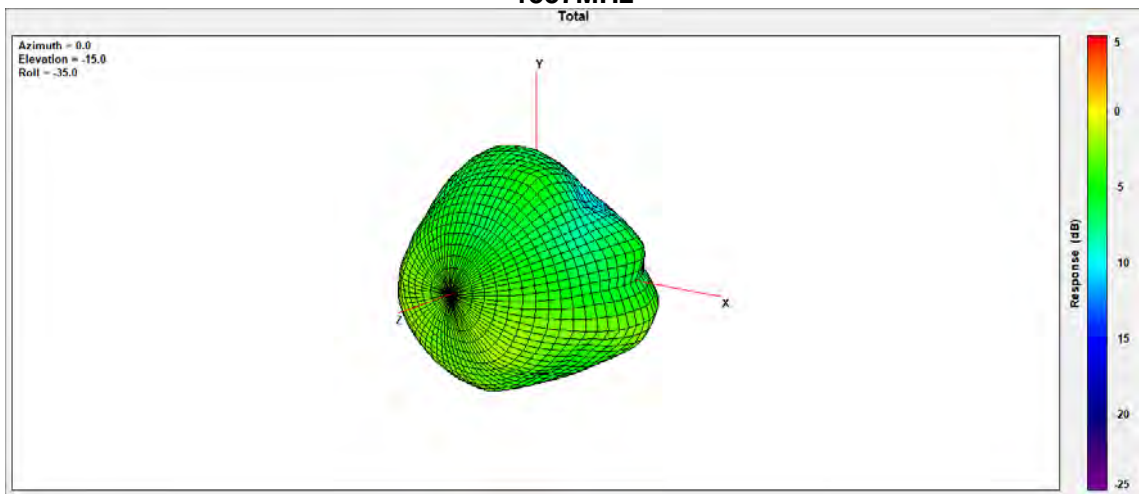 Total
Azimuth = 0.0
Elevation = -15.0
Roll = -35.0
Y
X
Z
5
0
5
10
15
-20
-25
Response (dB)